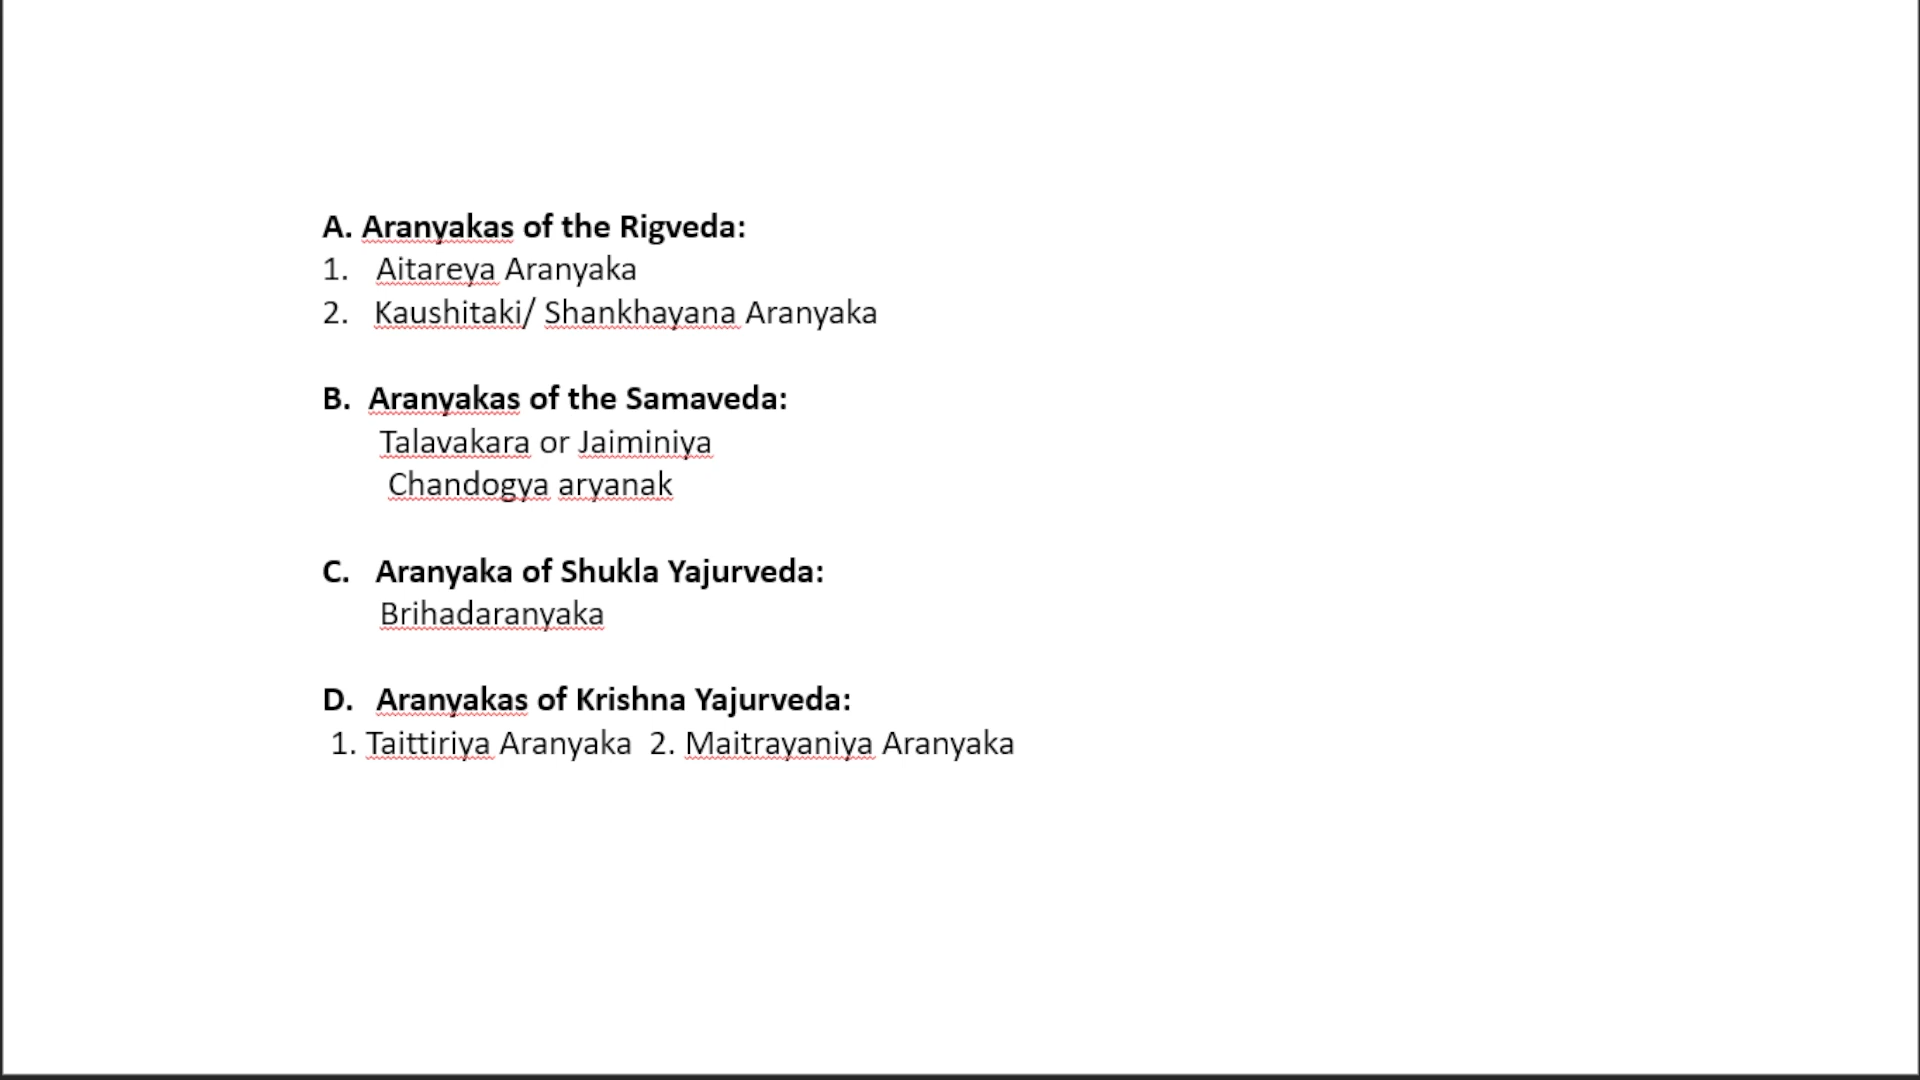 A. Aranyakas of the Rigveda:
1. Aitareya Aranyaka
2. Kaushitaki/ Shankhayana Aranyaka
B. Aranyakas of the Samaveda:
Talavakara or Jaiminiya
Chandogya aryanak
C. Aranyaka of Shukla Yajurveda:
Brihadaranyaka
D. Aranyakas of Krishna Yajurveda:
1. Taittiriya Aranyaka 2. Maitrayaniya Aranyaka